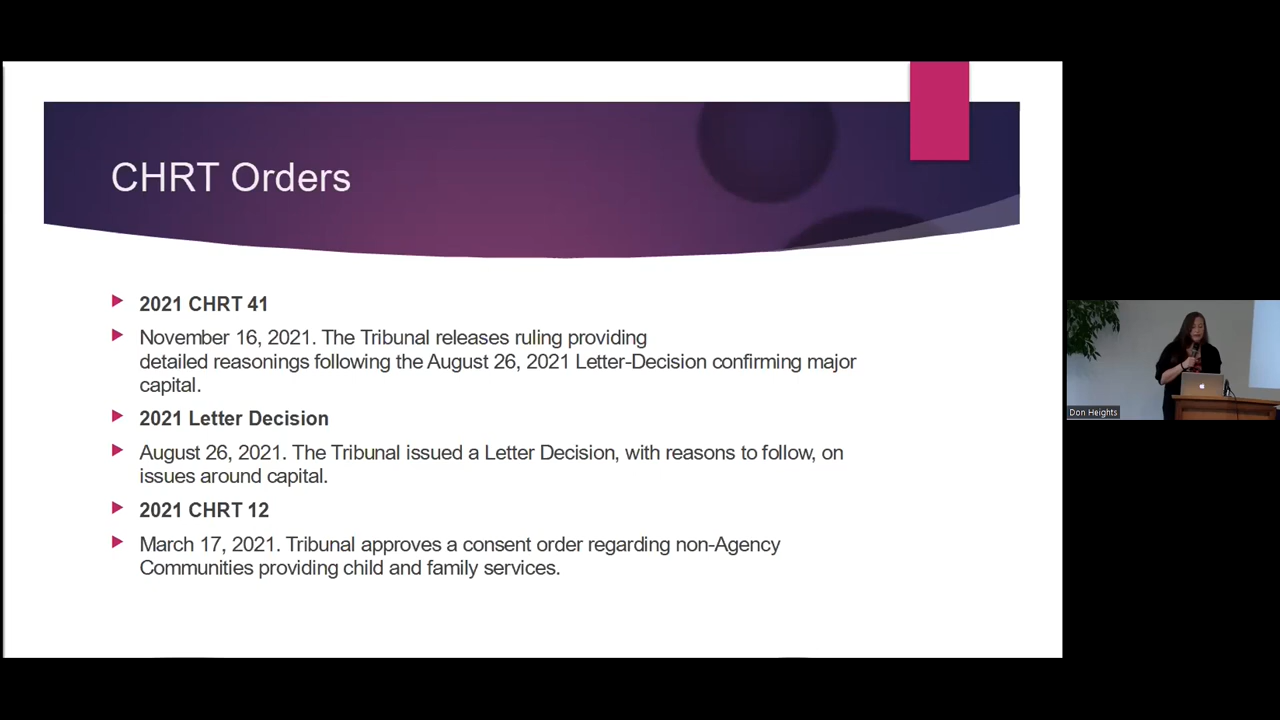 CHRT Orders
2021 CHRT 41
November 16, 2021. The Tribunal releases ruling providing
detailed reasonings following the August 26, 2021 Letter-Decision confirming major
capital.
2021 Letter Decision
August 26, 2021. The Tribunal issued a Letter Decision, with reasons to follow, on
issues around capital.
2021 CHRT 12
March 17, 2021. Tribunal approves a consent order regarding non-Agency
Communities providing child and family services.
Don Heights